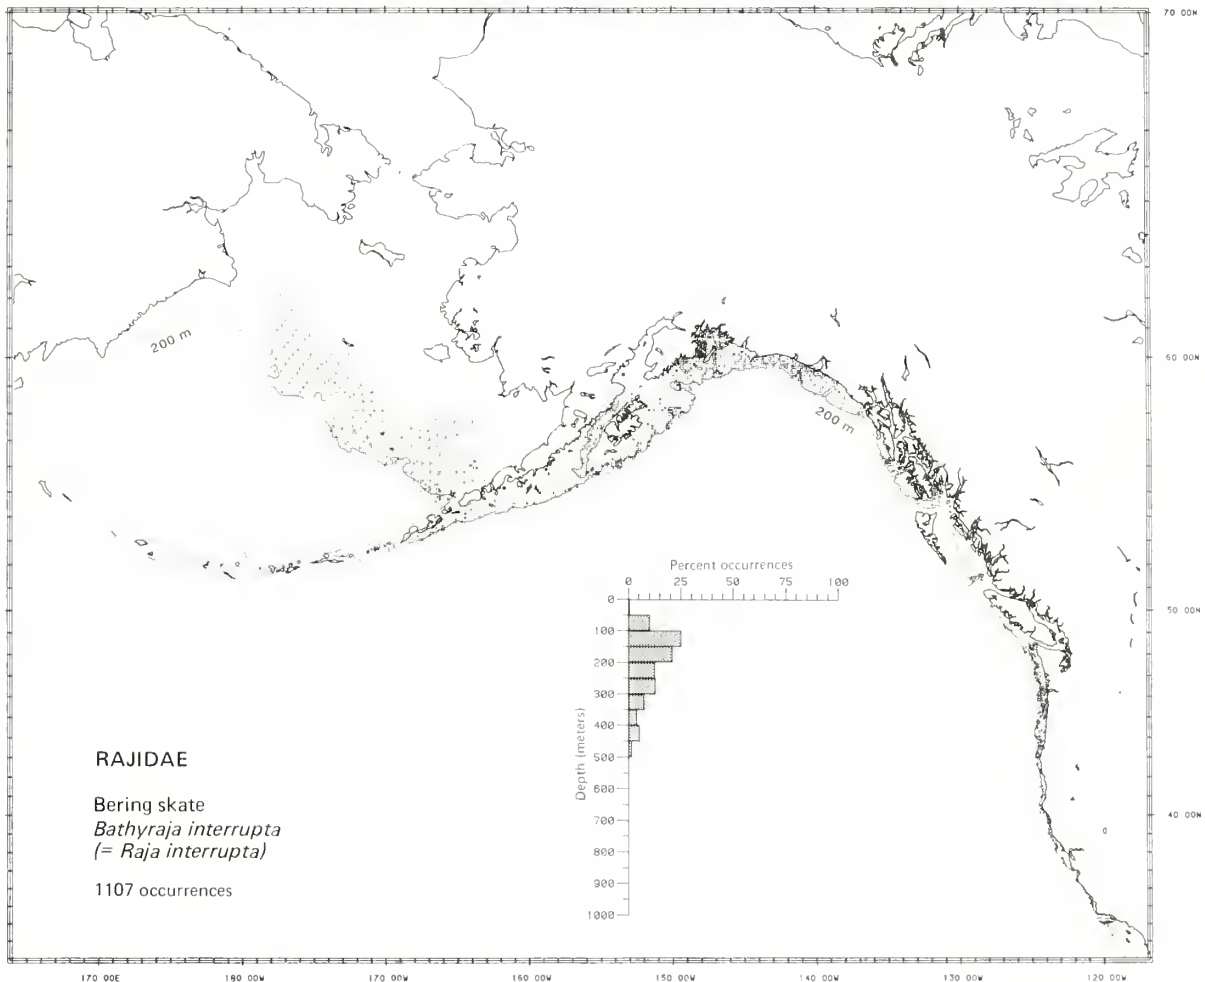 70 00N
200 m
60 00N
200 m
Percent occurrences
0 25 50 75 100
0
100
200
300
400
500
600
700
800
900
1000
Depth (meters)
50 00N
40 00N
RAJIDAE
Bering skate
Bathyraja interrupta
(= Raja interrupta)
1107 occurrences
170 00E 180 00W 170 00W 160 00W 150 00W 140 00W 130 00W 120 00W